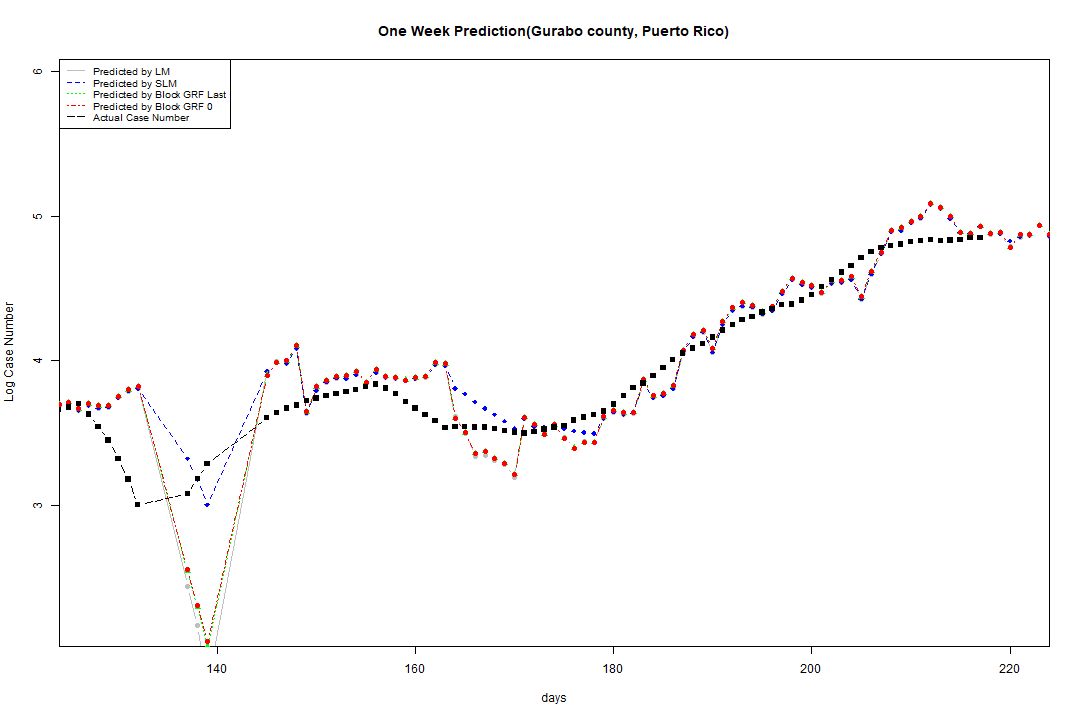 One Week Prediction(Gurabo county, Puerto Rico)
Predicted by LM
Predicted by SLM
Predicted by Block GRF Last
Predicted by Block GRF 0
Actual Case Number
6
5
4
3
Log Case Number
140 160 180 200 220
days